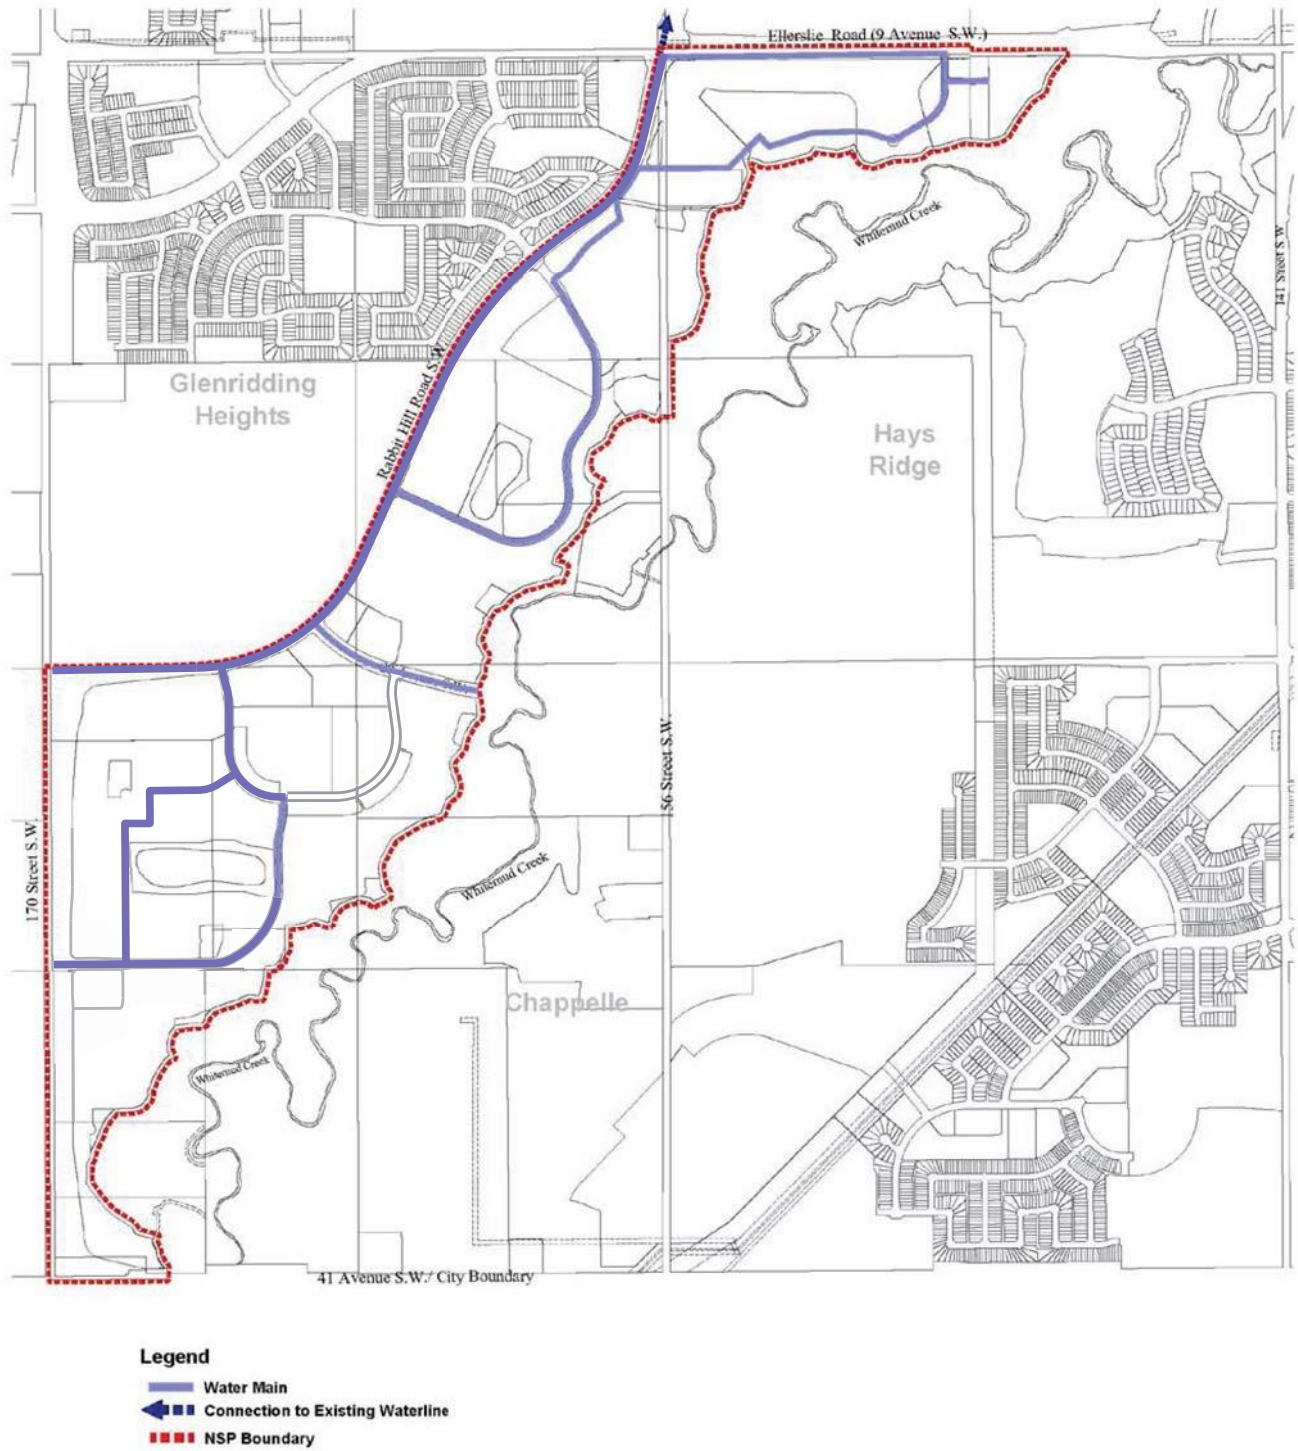 Ellerslie Road (9 Avenue S.W.)
Whitemud Creek
141 Street S.W
Glenridding
Heights
Rabbit Hill Road S.W.
Hays
Ridge
156 Street S.W.
170 Street S.W.
Whitemud Creek
Chappelle
Whitemud Creek
41 Avenue S.W./ City Boundary
Legend
Water Main
Connection to Existing Waterline
NSP Boundary